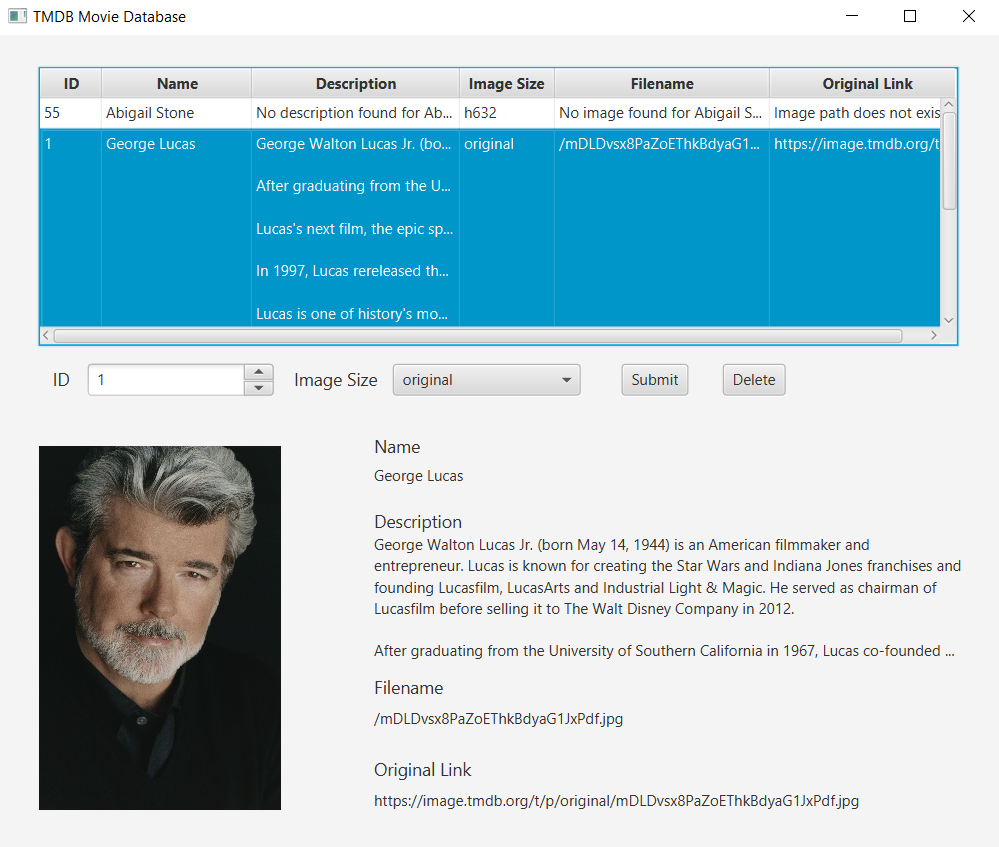 TMDB Movie Database
ID Name Description Image Size Filename Original Link
55 Abigail Stone No description found for Ab... h632 No image found for Abigail S... Image path does not exis
1 George Lucas George Walton Lucas Jr. (bo... original /mDLDvsx8PaZoEThkBdyaG1... https://image.tmdb.org/t
After graduating from the U...
Lucas's next film, the epic sp...
In 1997, Lucas rereleased th...
Lucas is one of history's mo...
ID 1 Image Size original Submit Delete
Name
George Lucas
Description
George Walton Lucas Jr. (born May 14, 1944) is an American filmmaker and
entrepreneur. Lucas is known for creating the Star Wars and Indiana Jones franchises and
founding Lucasfilm, LucasArts and Industrial Light & Magic. He served as chairman of
Lucasfilm before selling it to The Walt Disney Company in 2012.
After graduating from the University of Southern California in 1967, Lucas co-founded ...
Filename
/mDLDvsx8PaZoEThkBdyaG1JxPdf.jpg
Original Link
https://image.tmdb.org/t/p/original/mDLDvsx8PaZoEThkBdyaG1JxPdf.jpg